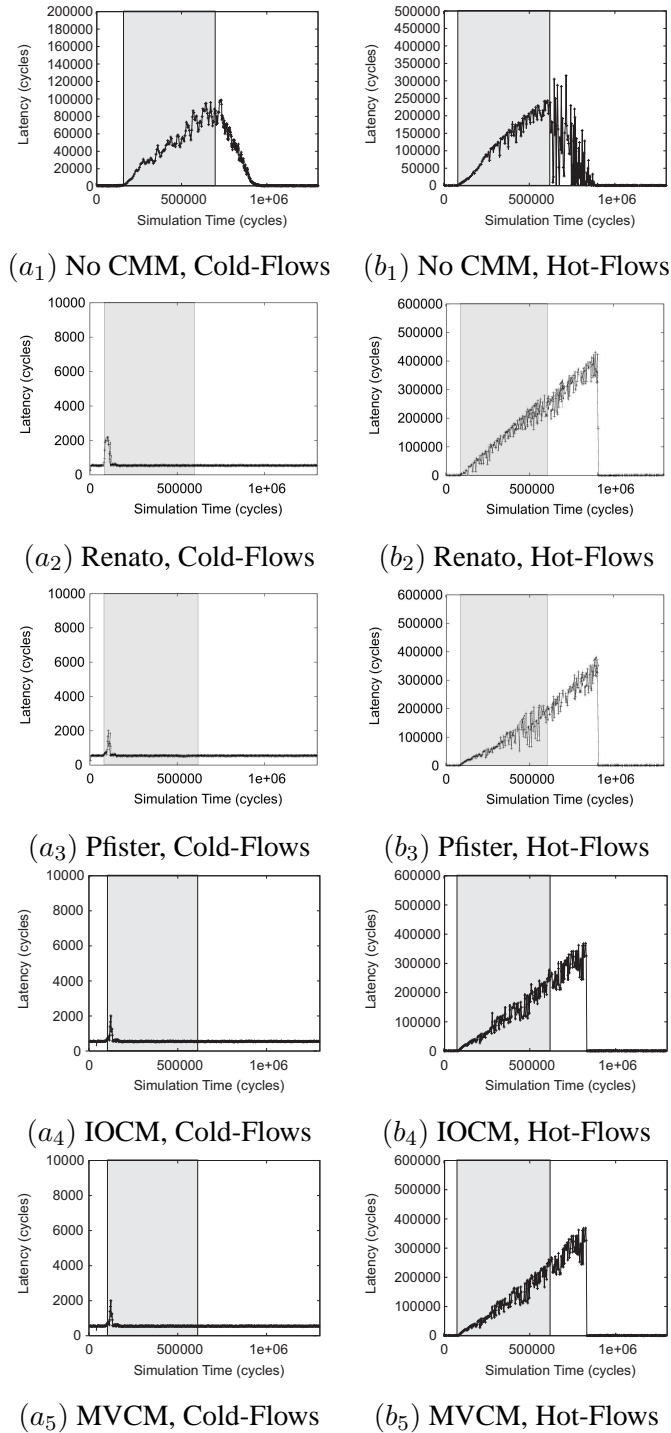 200000
180000
160000
140000
120000
100000
80000
60000
40000
20000
0
Latency (cycles)
0 500000 1e+06
Simulation Time (cycles)
(a1) No CMM, Cold-Flows
500000
450000
400000
350000
300000
250000
200000
150000
100000
50000
0
Latency (cycles)
0 500000 1e+06
Simulation Time (cycles)
(b1) No CMM, Hot-Flows
10000
8000
6000
4000
2000
0
Latency (cycles)
0 500000 1e+06
Simulation Time (cycles)
(a2) Renato, Cold-Flows
600000
500000
400000
300000
200000
100000
0
Latency (cycles)
0 500000 1e+06
Simulation Time (cycles)
(b2) Renato, Hot-Flows
10000
8000
6000
4000
2000
0
Latency (cycles)
0 500000 1e+06
Simulation Time (cycles)
(a3) Pfister, Cold-Flows
600000
500000
400000
300000
200000
100000
0
Latency (cycles)
0 500000 1e+06
Simulation Time (cycles)
(b3) Pfister, Hot-Flows
10000
8000
6000
4000
2000
0
Latency (cycles)
0 500000 1e+06
Simulation Time (cycles)
(a4) IOCM, Cold-Flows
600000
500000
400000
300000
200000
100000
0
Latency (cycles)
0 500000 1e+06
Simulation Time (cycles)
(b4) IOCM, Hot-Flows
10000
8000
6000
4000
2000
0
Latency (cycles)
0 500000 1e+06
Simulation Time (cycles)
(a5) MVCM, Cold-Flows
600000
500000
400000
300000
200000
100000
0
Latency (cycles)
0 500000 1e+06
Simulation Time (cycles)
(b5) MVCM, Hot-Flows